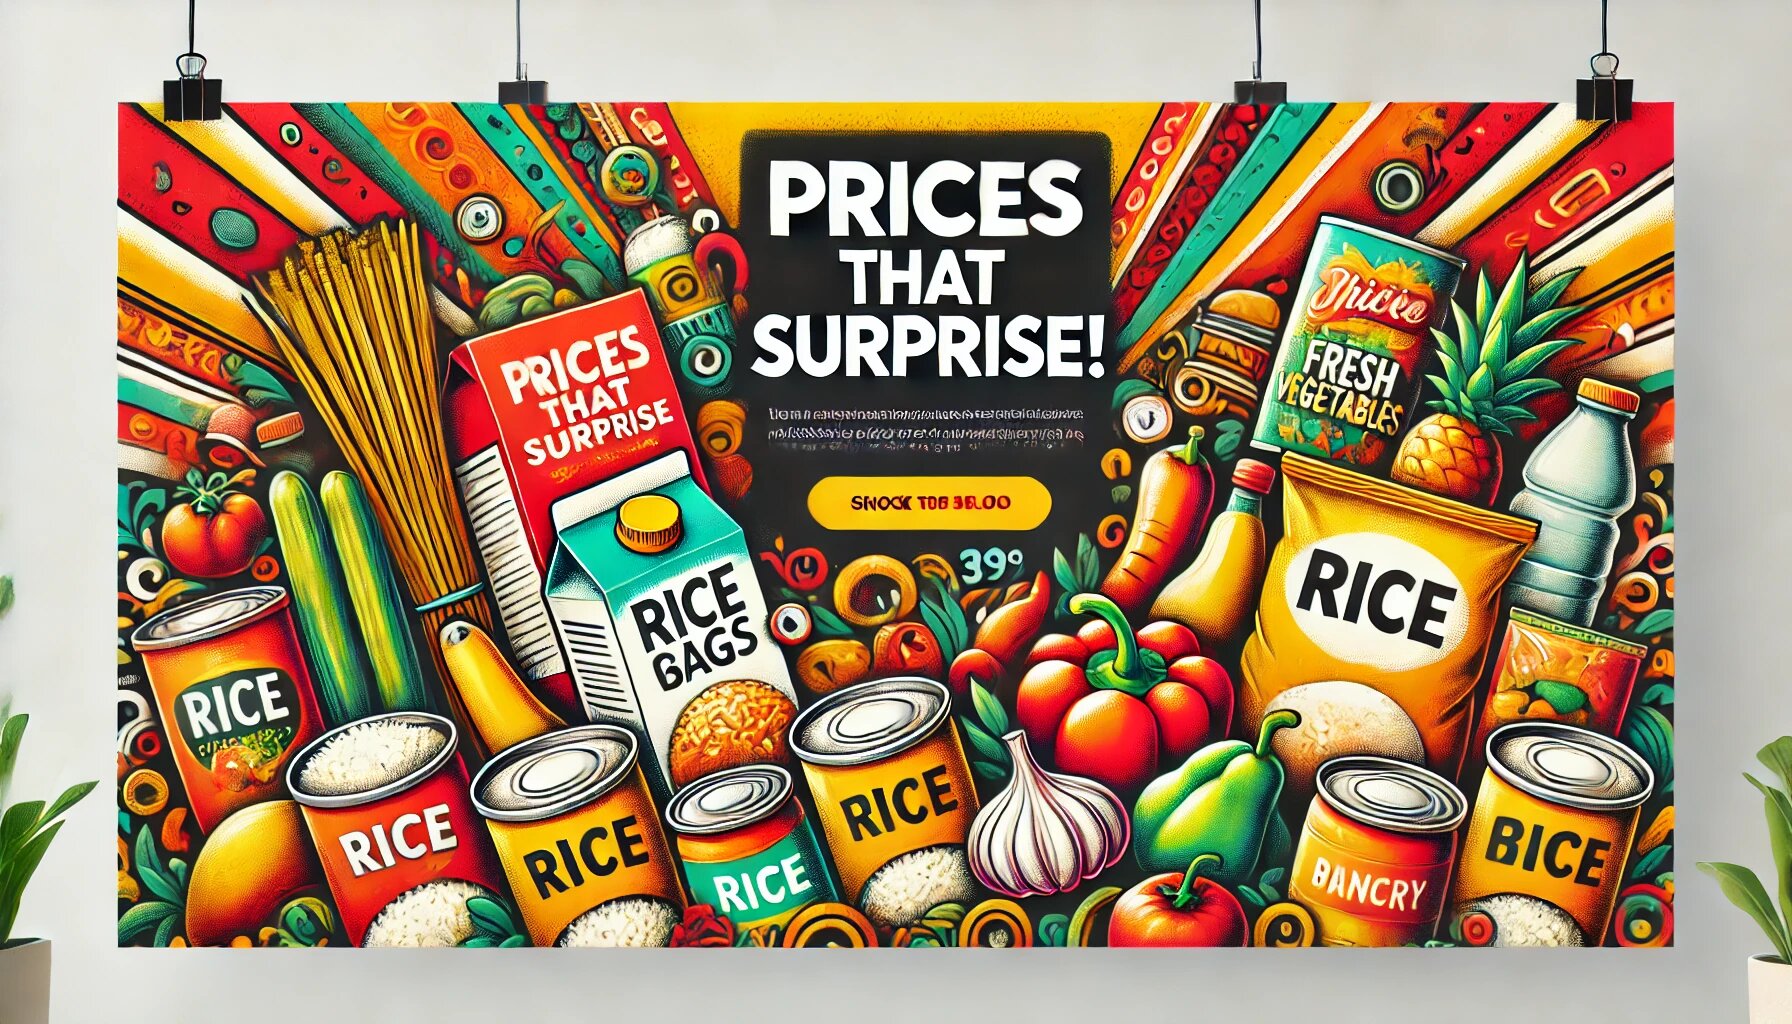 PRICES
THAT
SURPRISE!
39°
PRICES
THAT
SURPRISE
RICE
BAGS
FRESH
VEGETABLES
RICE
RICE
RICE
RICE
RICE
RICE
BANCRY
BICE